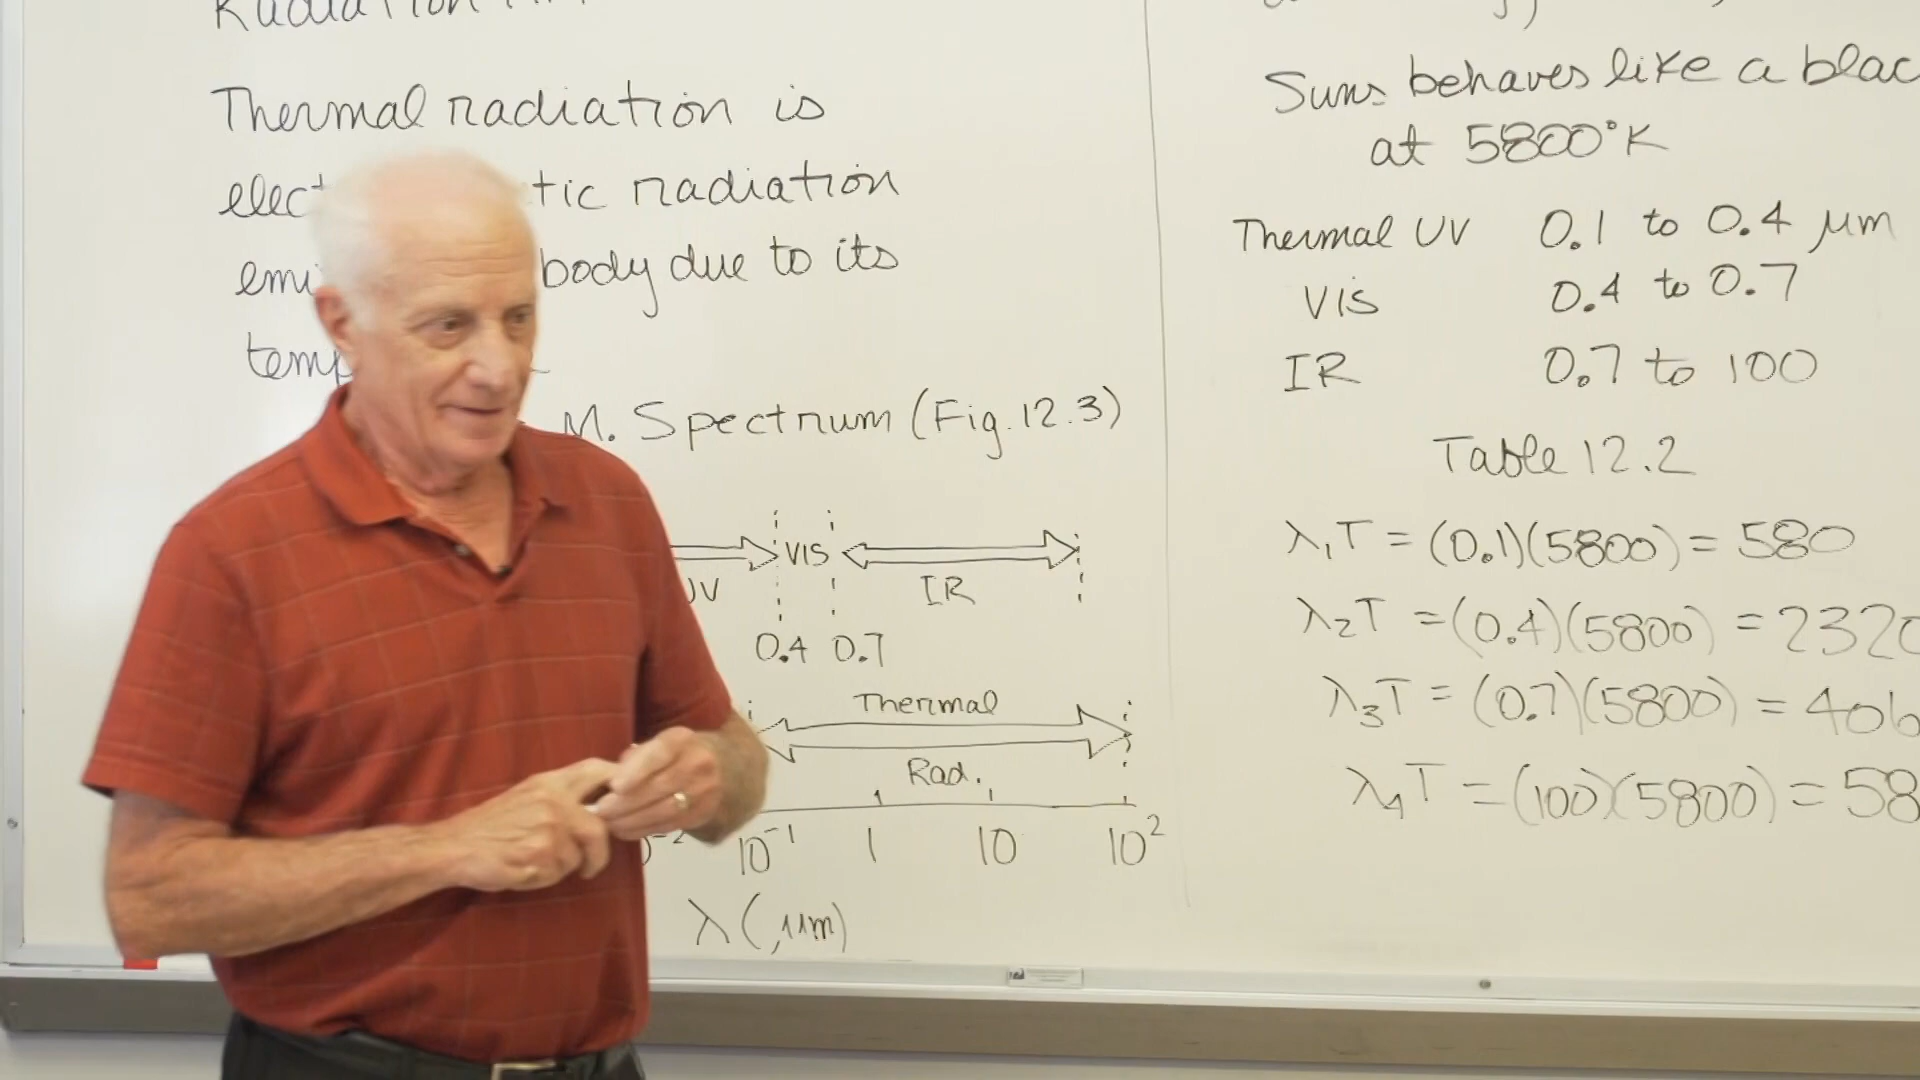 Radiation
Thermal radiation is
elect tic radiation
emi body due to its
temp
M. Spectrum (Fig. 12.3)
VIS
UV IR
0.4 0.7
Thermal
Rad.
10⁻¹ 1 10 10²
λ (μm)
Suns behaves like a blac
at 5800°K
Thermal UV 0.1 to 0.4 μm
VIS 0.4 to 0.7
IR 0.7 to 100
Table 12.2
λ₁T = (0.1)(5800) = 580
λ₂T = (0.4)(5800) = 2320
λ₃T = (0.7)(5800) = 406
λ₄T = (100)(5800) = 58